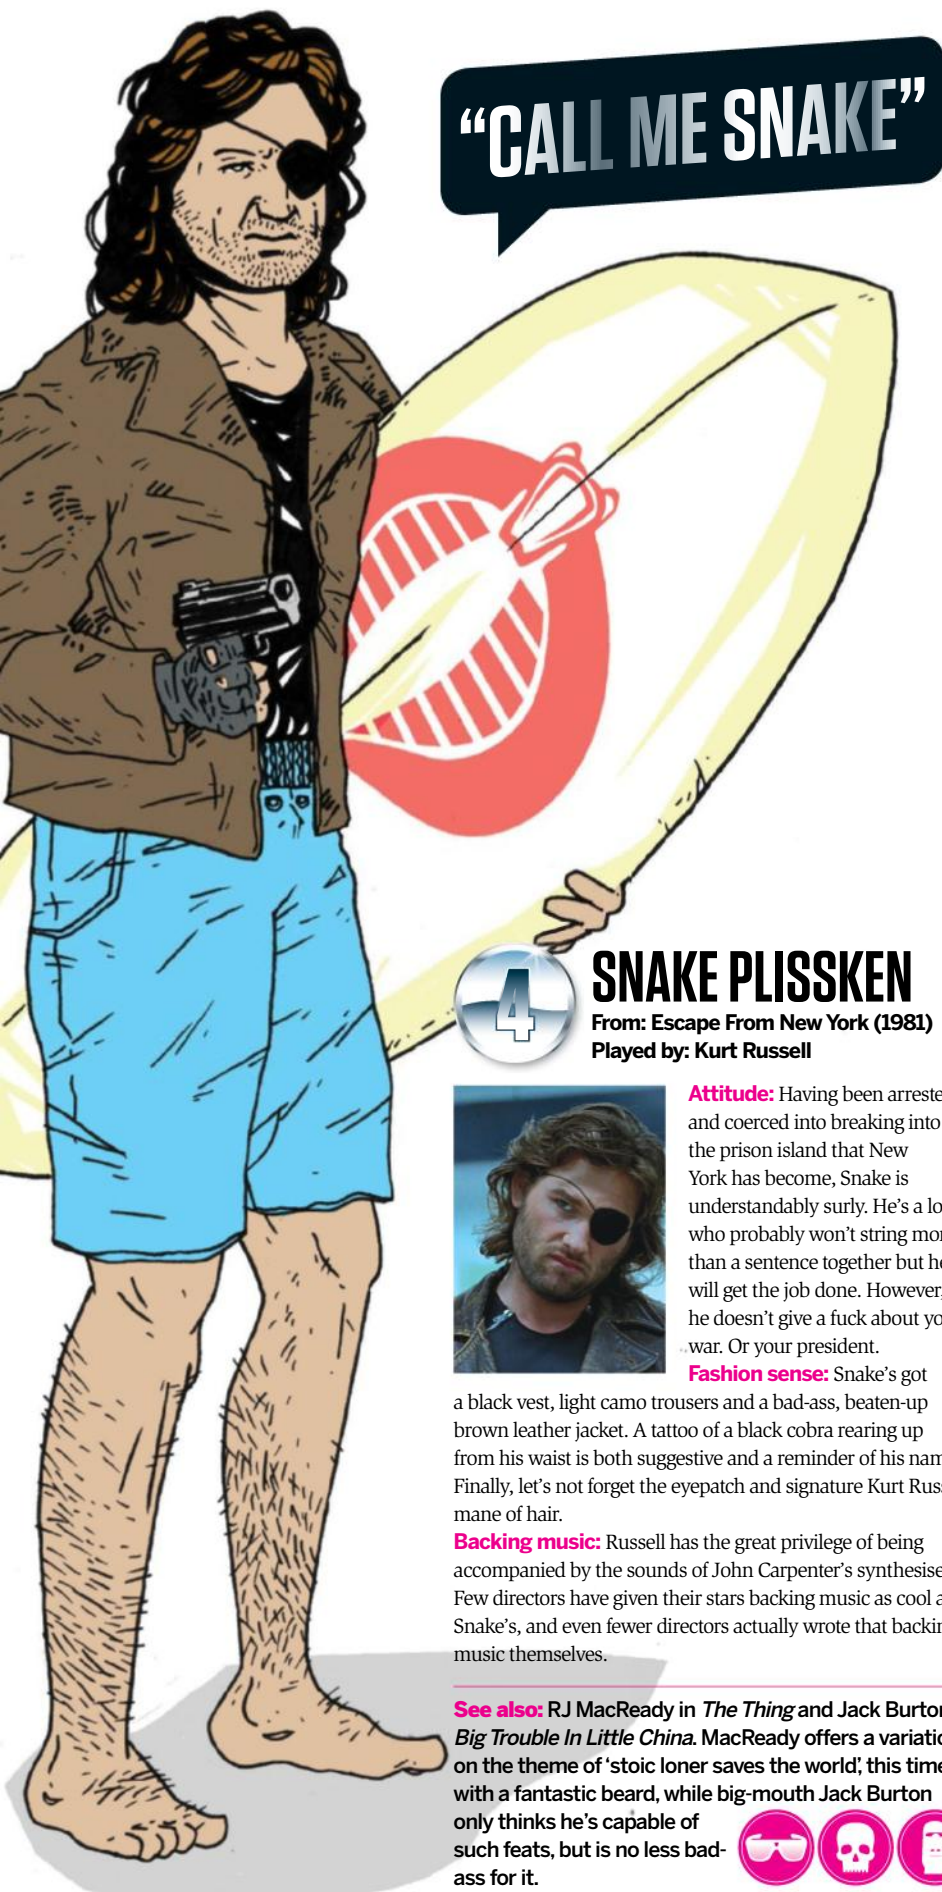 “CALL ME SNAKE”
4
SNAKE PLISSKEN
From: Escape From New York (1981)
Played by: Kurt Russell
Attitude: Having been arreste
and coerced into breaking into
the prison island that New
York has become, Snake is
understandably surly. He’s a lo
who probably won’t string mor
than a sentence together but he
will get the job done. However,
he doesn’t give a fuck about yo
war. Or your president.
Fashion sense: Snake’s got
a black vest, light camo trousers and a bad-ass, beaten-up
brown leather jacket. A tattoo of a black cobra rearing up
from his waist is both suggestive and a reminder of his nam
Finally, let’s not forget the eyepatch and signature Kurt Russ
mane of hair.
Backing music: Russell has the great privilege of being
accompanied by the sounds of John Carpenter’s synthesise
Few directors have given their stars backing music as cool a
Snake’s, and even fewer directors actually wrote that backin
music themselves.
See also: RJ MacReady in The Thing and Jack Burton
Big Trouble In Little China. MacReady offers a variatio
on the theme of ‘stoic loner saves the world’, this time
with a fantastic beard, while big-mouth Jack Burton
only thinks he’s capable of
such feats, but is no less bad-
ass for it.